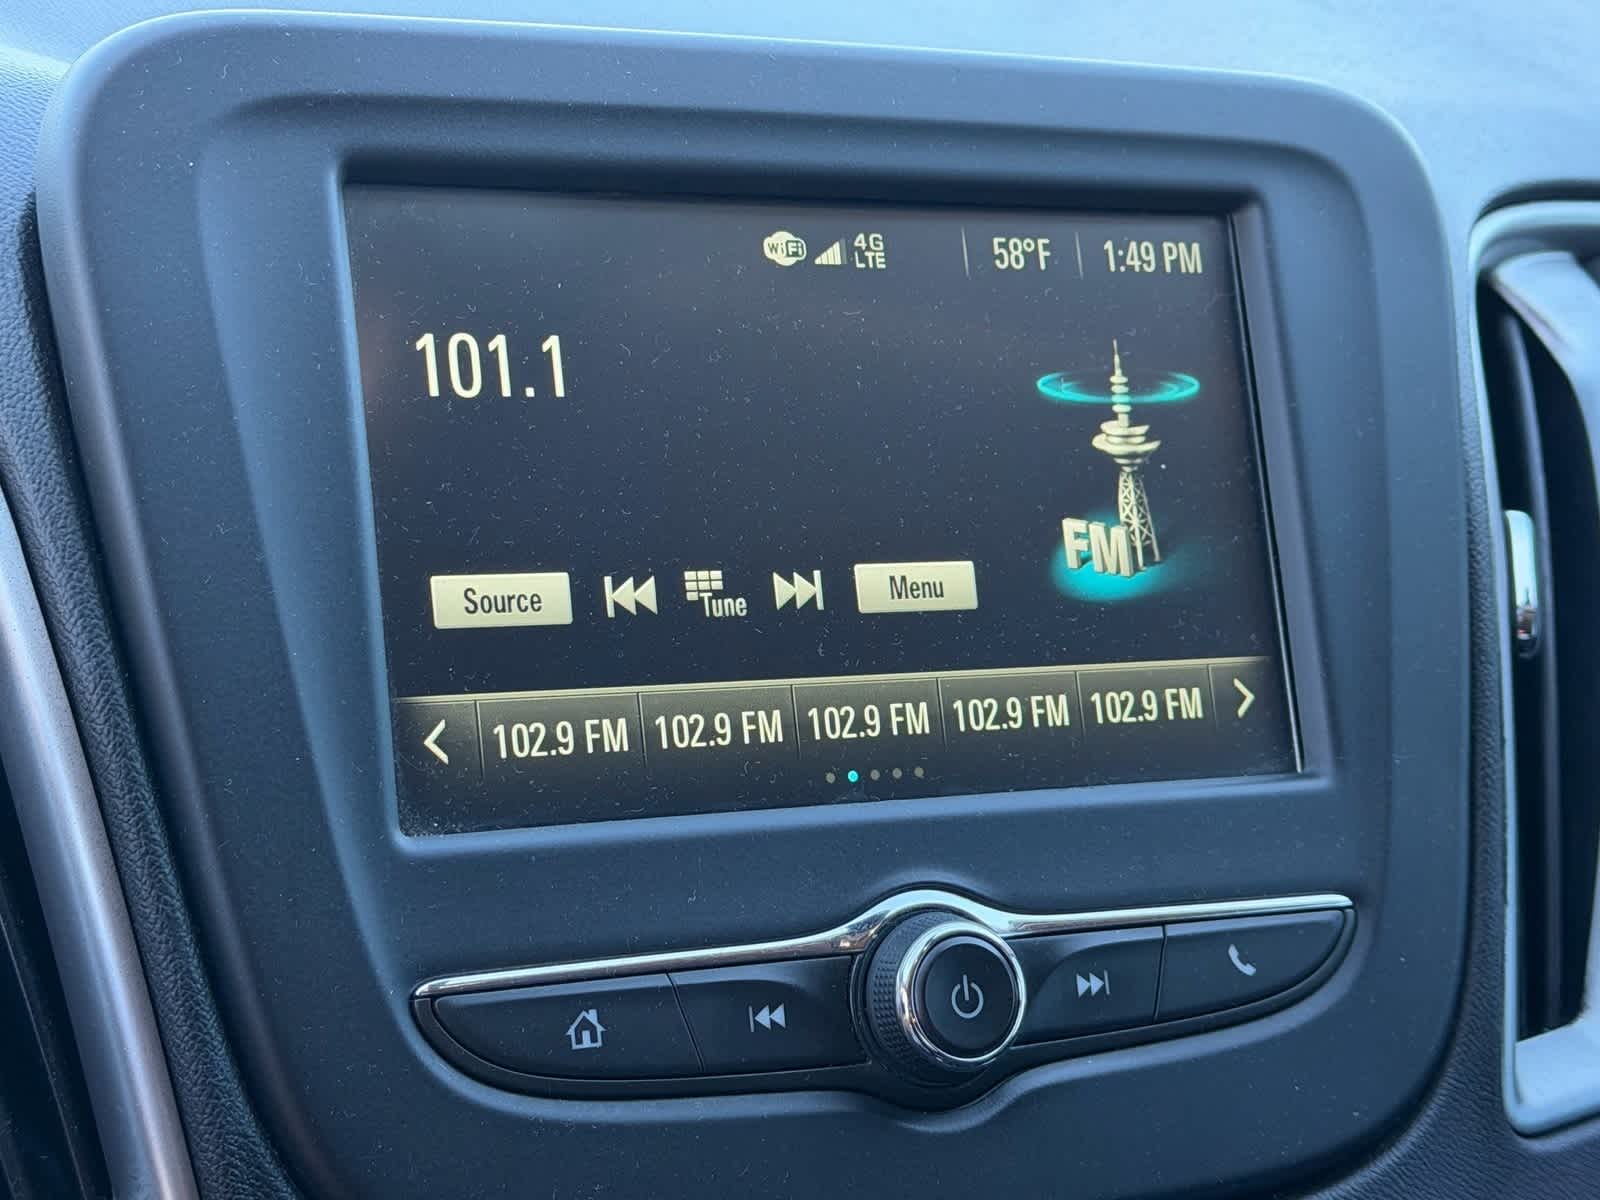 WiFi 4G LTE 58°F 1:49 PM
101.1
FM
Source Tune Menu
102.9 FM 102.9 FM 102.9 FM 102.9 FM 102.9 FM